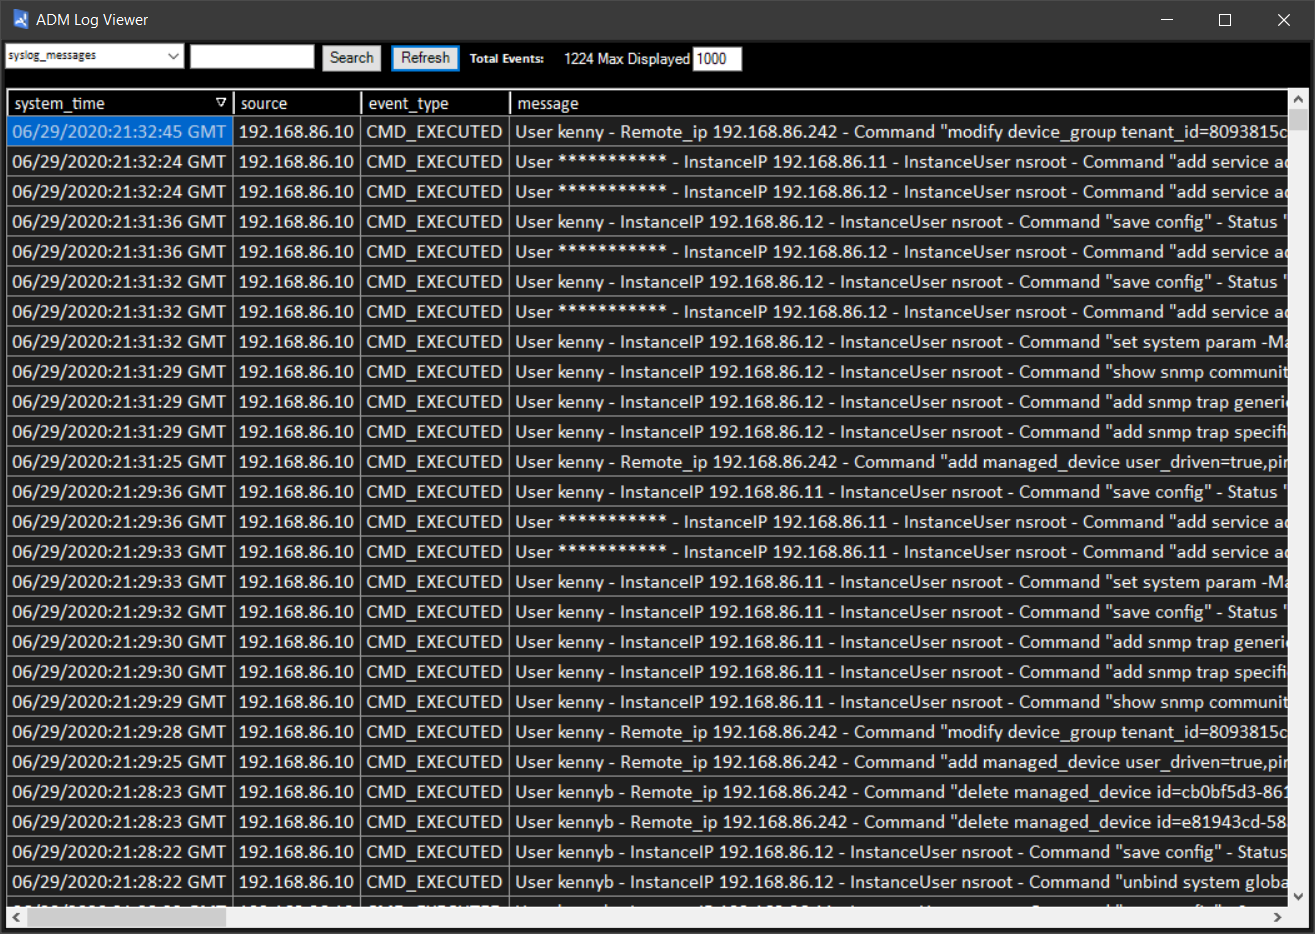 ADM Log Viewer
syslog_messages Search Refresh Total Events: 1224 Max Displayed 1000
system_time source event_type message
06/29/2020:21:32:45 GMT 192.168.86.10 CMD_EXECUTED User kenny - Remote_ip 192.168.86.242 - Command "modify device_group tenant_id=8093815c
06/29/2020:21:32:24 GMT 192.168.86.10 CMD_EXECUTED User *********** - InstanceIP 192.168.86.11 - InstanceUser nsroot - Command "add service ad
06/29/2020:21:32:24 GMT 192.168.86.10 CMD_EXECUTED User *********** - InstanceIP 192.168.86.12 - InstanceUser nsroot - Command "add service ad
06/29/2020:21:31:36 GMT 192.168.86.10 CMD_EXECUTED User kenny - InstanceIP 192.168.86.12 - InstanceUser nsroot - Command "save config" - Status "
06/29/2020:21:31:36 GMT 192.168.86.10 CMD_EXECUTED User *********** - InstanceIP 192.168.86.12 - InstanceUser nsroot - Command "add service ad
06/29/2020:21:31:32 GMT 192.168.86.10 CMD_EXECUTED User kenny - InstanceIP 192.168.86.12 - InstanceUser nsroot - Command "save config" - Status "
06/29/2020:21:31:32 GMT 192.168.86.10 CMD_EXECUTED User *********** - InstanceIP 192.168.86.12 - InstanceUser nsroot - Command "add service ad
06/29/2020:21:31:32 GMT 192.168.86.10 CMD_EXECUTED User kenny - InstanceIP 192.168.86.12 - InstanceUser nsroot - Command "set system param -Ma
06/29/2020:21:31:29 GMT 192.168.86.10 CMD_EXECUTED User kenny - InstanceIP 192.168.86.12 - InstanceUser nsroot - Command "show snmp communit
06/29/2020:21:31:29 GMT 192.168.86.10 CMD_EXECUTED User kenny - InstanceIP 192.168.86.12 - InstanceUser nsroot - Command "add snmp trap generi
06/29/2020:21:31:29 GMT 192.168.86.10 CMD_EXECUTED User kenny - InstanceIP 192.168.86.12 - InstanceUser nsroot - Command "add snmp trap specifi
06/29/2020:21:31:25 GMT 192.168.86.10 CMD_EXECUTED User kenny - Remote_ip 192.168.86.242 - Command "add managed_device user_driven=true,pin
06/29/2020:21:29:36 GMT 192.168.86.10 CMD_EXECUTED User kenny - InstanceIP 192.168.86.11 - InstanceUser nsroot - Command "save config" - Status "
06/29/2020:21:29:36 GMT 192.168.86.10 CMD_EXECUTED User *********** - InstanceIP 192.168.86.11 - InstanceUser nsroot - Command "add service ad
06/29/2020:21:29:33 GMT 192.168.86.10 CMD_EXECUTED User *********** - InstanceIP 192.168.86.11 - InstanceUser nsroot - Command "add service ad
06/29/2020:21:29:33 GMT 192.168.86.10 CMD_EXECUTED User kenny - InstanceIP 192.168.86.11 - InstanceUser nsroot - Command "set system param -Ma
06/29/2020:21:29:32 GMT 192.168.86.10 CMD_EXECUTED User kenny - InstanceIP 192.168.86.11 - InstanceUser nsroot - Command "save config" - Status "
06/29/2020:21:29:30 GMT 192.168.86.10 CMD_EXECUTED User kenny - InstanceIP 192.168.86.11 - InstanceUser nsroot - Command "add snmp trap generi
06/29/2020:21:29:30 GMT 192.168.86.10 CMD_EXECUTED User kenny - InstanceIP 192.168.86.11 - InstanceUser nsroot - Command "add snmp trap specifi
06/29/2020:21:29:29 GMT 192.168.86.10 CMD_EXECUTED User kenny - InstanceIP 192.168.86.11 - InstanceUser nsroot - Command "show snmp communit
06/29/2020:21:29:28 GMT 192.168.86.10 CMD_EXECUTED User kenny - Remote_ip 192.168.86.242 - Command "modify device_group tenant_id=8093815c
06/29/2020:21:29:25 GMT 192.168.86.10 CMD_EXECUTED User kenny - Remote_ip 192.168.86.242 - Command "add managed_device user_driven=true,pin
06/29/2020:21:28:23 GMT 192.168.86.10 CMD_EXECUTED User kennyb - Remote_ip 192.168.86.242 - Command "delete managed_device id=cb0bf5d3-861
06/29/2020:21:28:23 GMT 192.168.86.10 CMD_EXECUTED User kennyb - Remote_ip 192.168.86.242 - Command "delete managed_device id=e81943cd-58
06/29/2020:21:28:22 GMT 192.168.86.10 CMD_EXECUTED User kennyb - InstanceIP 192.168.86.12 - InstanceUser nsroot - Command "save config" - Status
06/29/2020:21:28:22 GMT 192.168.86.10 CMD_EXECUTED User kennyb - InstanceIP 192.168.86.12 - InstanceUser nsroot - Command "unbind system globa